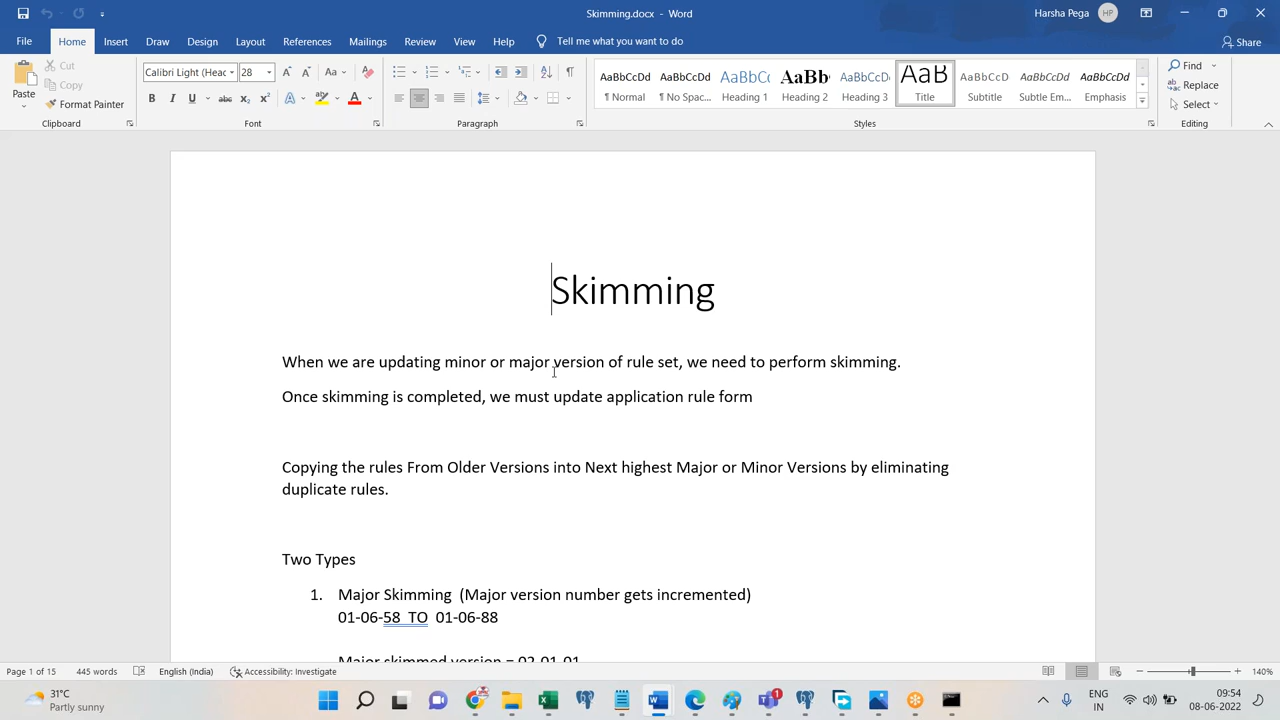 Skimming.docx - Word
Harsha Pega HP
File Home Insert Draw Design Layout References Mailings Review View Help Tell me what you want to do Share
Paste
Cut
Copy
Format Painter
Clipboard
Calibri Light (Head 28
Font
Paragraph
AaBbCcDd AaBbCcDd AaBbCc AaBb AaBbCcD AaB AaBbCcD AaBbCcDd AaBbCcDd
¶ Normal ¶ No Spac... Heading 1 Heading 2 Heading 3 Title Subtitle Subtle Em... Emphasis
Styles
Find
Replace
Select
Editing
Skimming
When we are updating minor or major version of rule set, we need to perform skimming.
Once skimming is completed, we must update application rule form
Copying the rules From Older Versions into Next highest Major or Minor Versions by eliminating
duplicate rules.
Two Types
1. Major Skimming (Major version number gets incremented)
01-06-58 TO 01-06-88
Major skimmed version = 02-01-01
Page 1 of 15 445 words English (India) Accessibility: Investigate 140%
31°C
Partly sunny
1
ENG
IN
09:54
08-06-2022